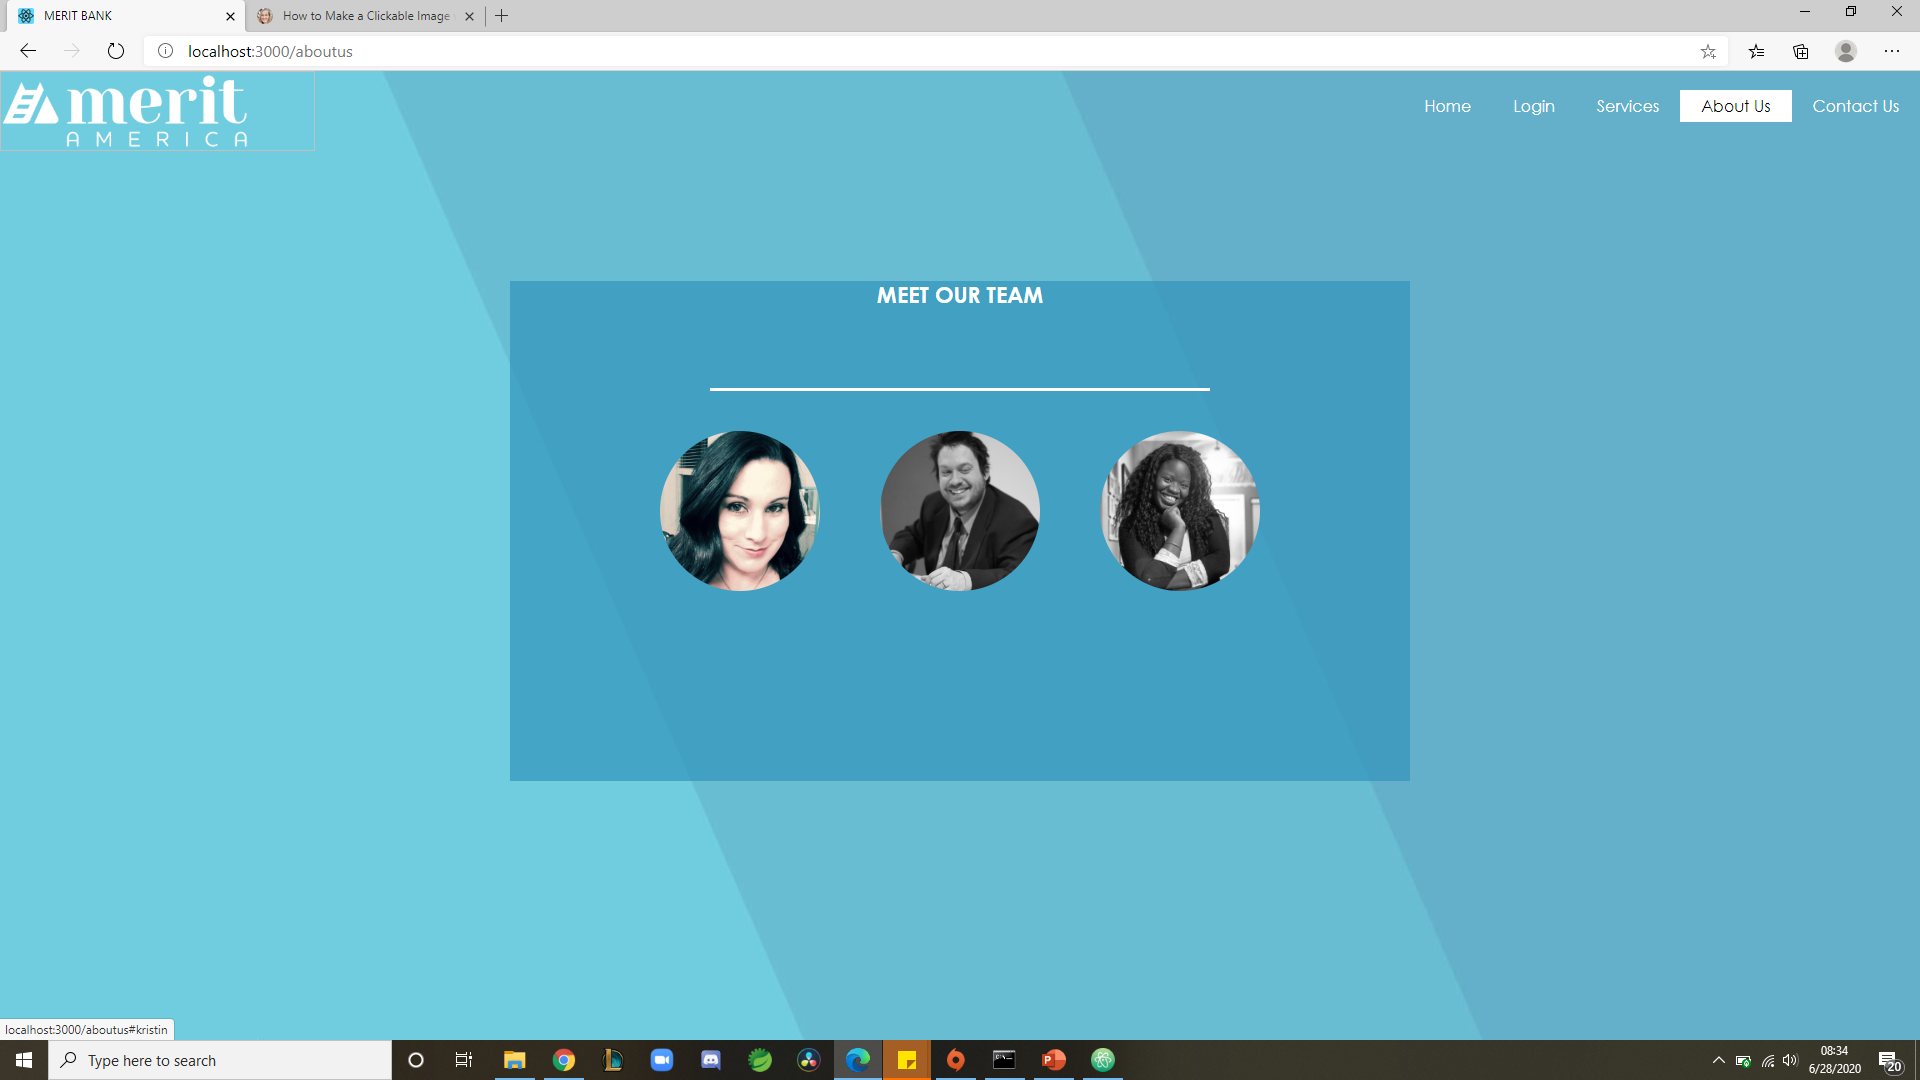 MERIT BANK
How to Make a Clickable Image
localhost:3000/aboutus
merit
AMERICA
Home Login Services About Us Contact Us
MEET OUR TEAM
localhost:3000/aboutus#kristin
Type here to search
08:34
6/28/2020
20